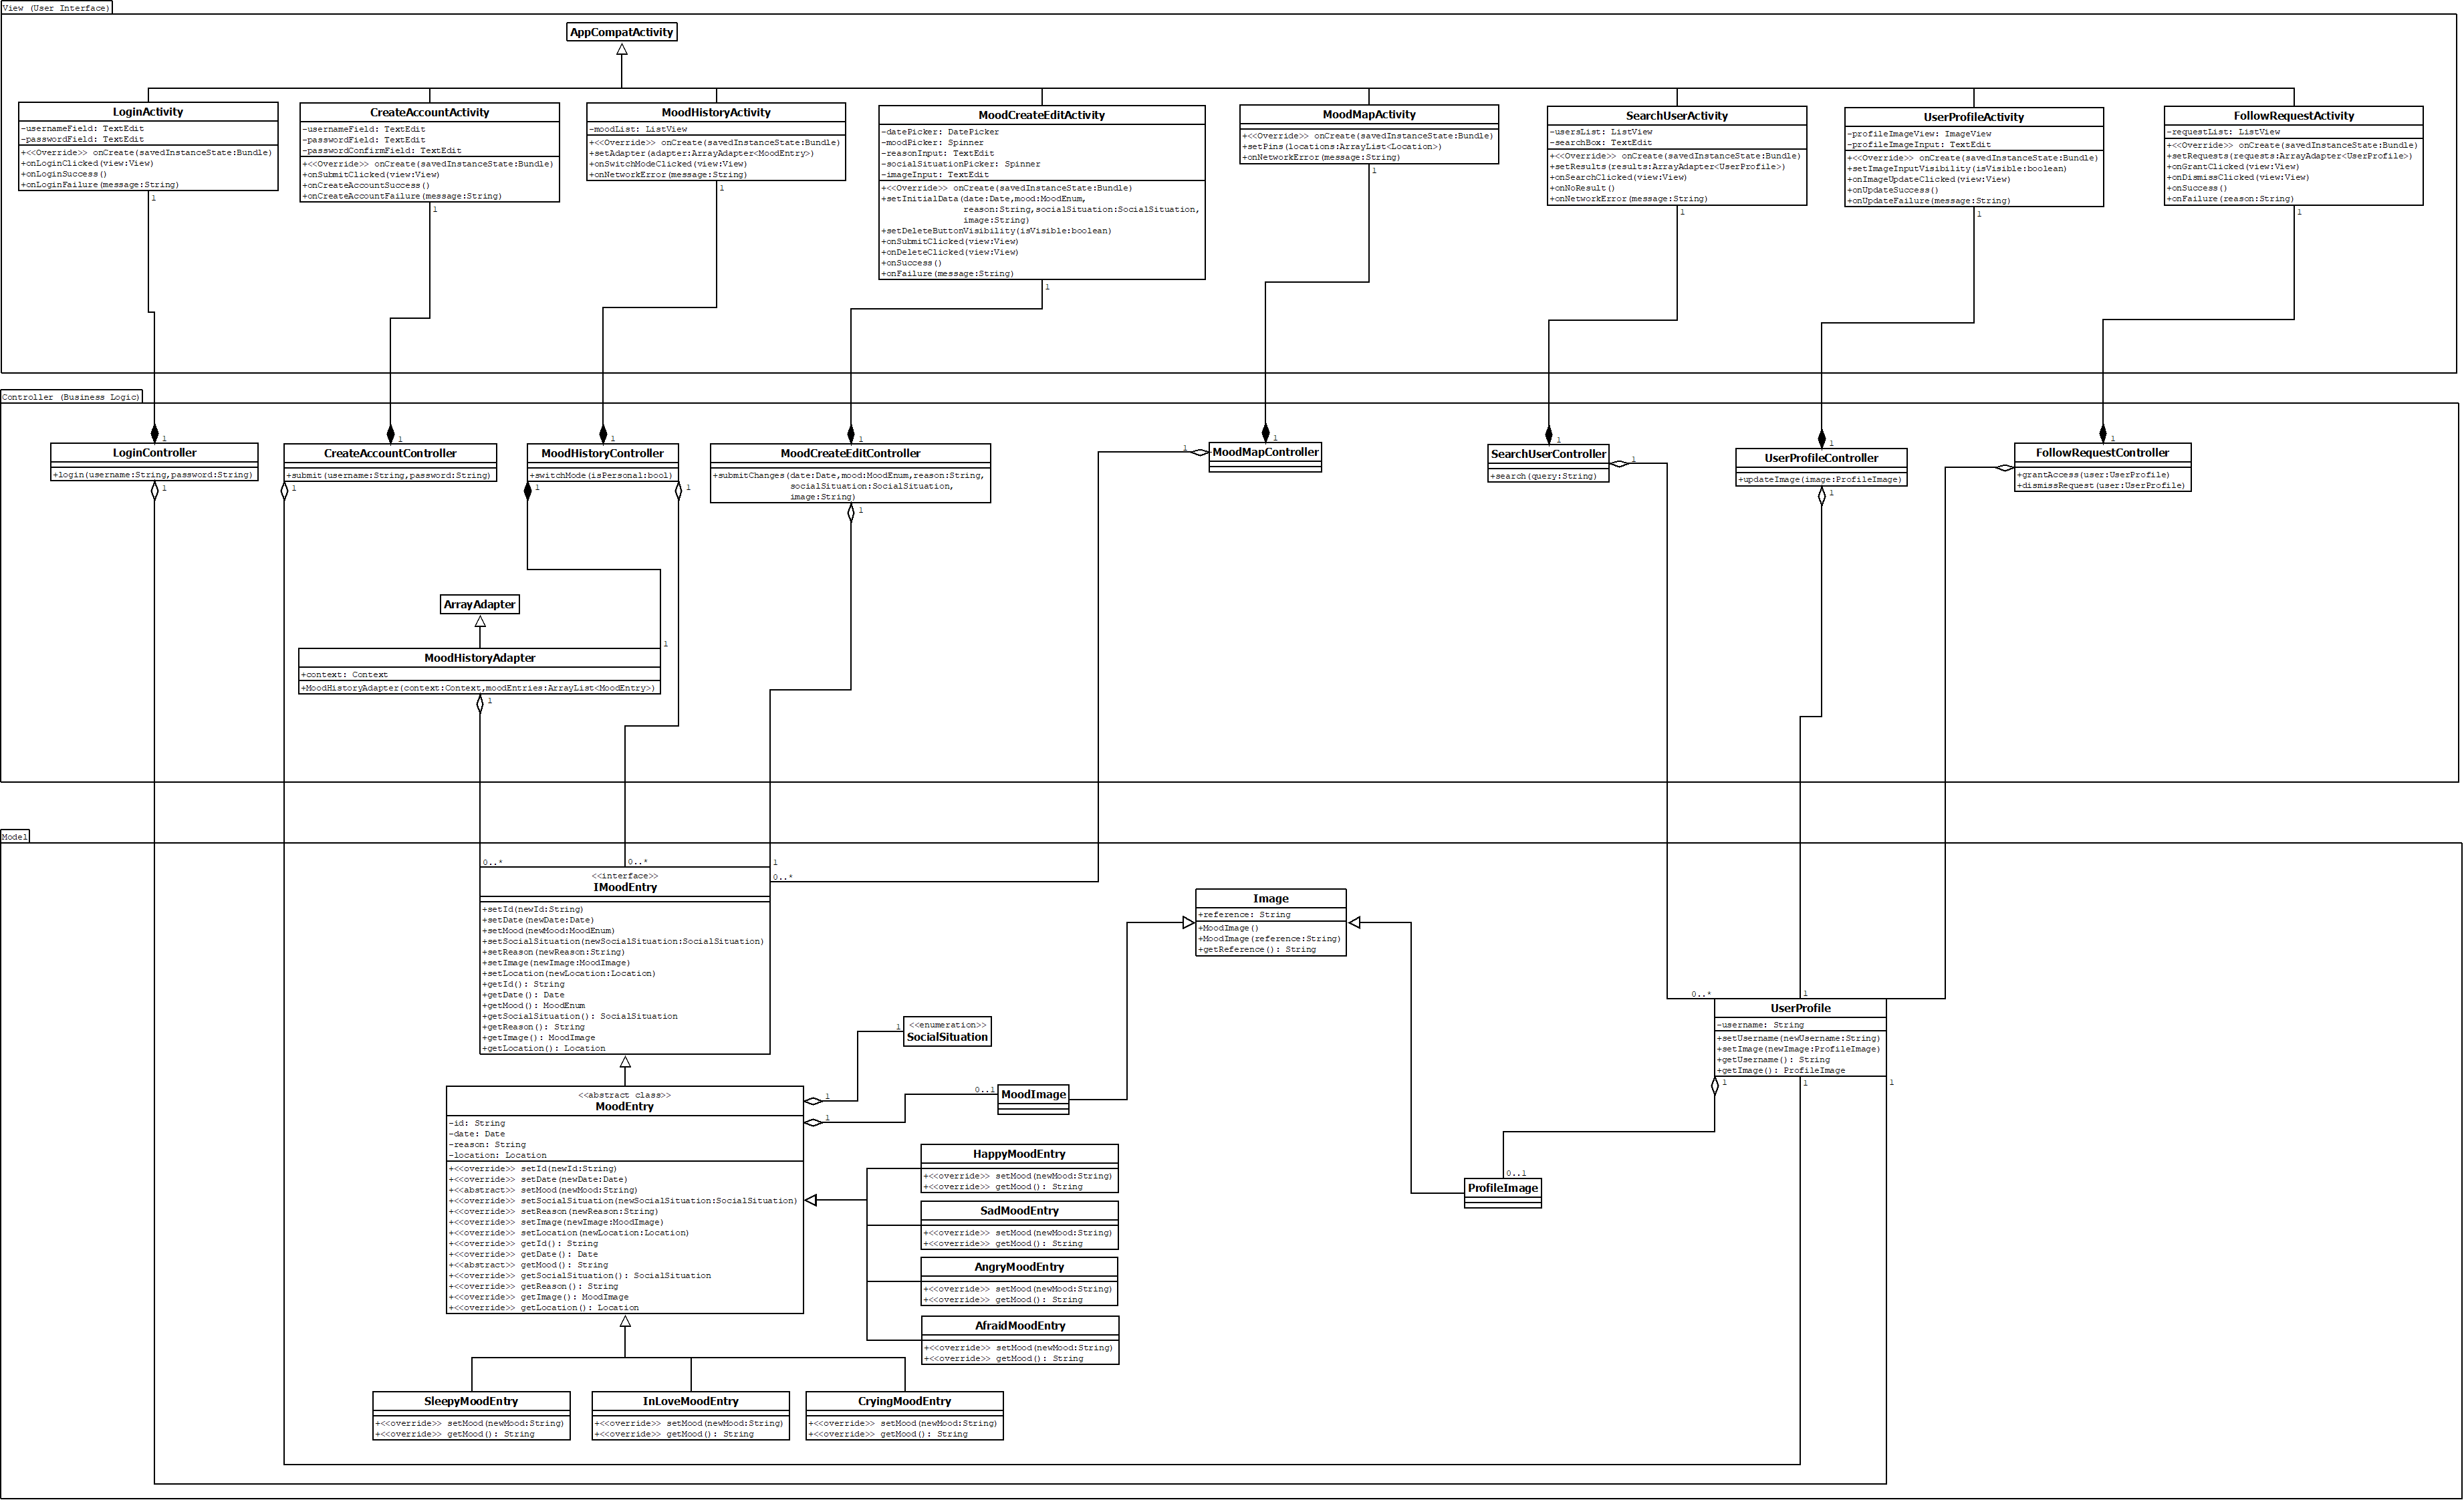 View (User Interface)
AppCompatActivity
LoginActivity
-usernameField: TextEdit
-passwordField: TextEdit
+<<Override>> onCreate(savedInstanceState:Bundle)
+onLoginClicked(view:View)
+onLoginSuccess()
+onLoginFailure(message:String)
1
CreateAccountActivity
-usernameField: TextEdit
-passwordField: TextEdit
-passwordConfirmField: TextEdit
+<<Override>> onCreate(savedInstanceState:Bundle)
+onSubmitClicked(view:View)
+onCreateAccountSuccess()
+onCreateAccountFailure(message:String)
1
MoodHistoryActivity
-moodList: ListView
+<<Override>> onCreate(savedInstanceState:Bundle)
+setAdapter(adapter:ArrayAdapter<MoodEntry>)
+onSwitchModeClicked(view:View)
+onNetworkError(message:String)
1
MoodCreateEditActivity
-datePicker: DatePicker
-moodPicker: Spinner
-reasonInput: TextEdit
-socialSituationPicker: Spinner
-imageInput: TextEdit
+<<Override>> onCreate(savedInstanceState:Bundle)
+setInitialData(date:Date,mood:MoodEnum,
reason:String,socialSituation:SocialSituation,
image:String)
+setDeleteButtonVisibility(isVisible:boolean)
+onSubmitClicked(view:View)
+onDeleteClicked(view:View)
+onSuccess()
+onFailure(message:String)
1
MoodMapActivity
+<<Override>> onCreate(savedInstanceState:Bundle)
+setPins(locations:ArrayList<Location>)
+onNetworkError(message:String)
1
SearchUserActivity
-usersList: ListView
-searchBox: TextEdit
+<<Override>> onCreate(savedInstanceState:Bundle)
+setResults(results:ArrayAdapter<UserProfile>)
+onSearchClicked(view:View)
+onNoResult()
+onNetworkError(message:String)
1
UserProfileActivity
-profileImageView: ImageView
-profileImageInput: TextEdit
+<<Override>> onCreate(savedInstanceState:Bundle)
+setImageInputVisibility(isVisible:boolean)
+onImageUpdateClicked(view:View)
+onUpdateSuccess()
+onUpdateFailure(message:String)
1
FollowRequestActivity
-requestList: ListView
+<<Override>> onCreate(savedInstanceState:Bundle)
+setRequests(requests:ArrayAdapter<UserProfile>)
+onGrantClicked(view:View)
+onDismissClicked(view:View)
+onSuccess()
+onFailure(reason:String)
1
Controller (Business Logic)
1
LoginController
+login(username:String,password:String)
1
1
CreateAccountController
+submit(username:String,password:String)
1
1
MoodHistoryController
+switchMode(isPersonal:bool)
1
1
1
MoodCreateEditController
+submitChanges(date:Date,mood:MoodEnum,reason:String,
socialSituation:SocialSituation,
image:String)
1
1
1
MoodMapController
1
SearchUserController
+search(query:String)
1
1
UserProfileController
+updateImage(image:ProfileImage)
1
1
FollowRequestController
+grantAccess(user:UserProfile)
+dismissRequest(user:UserProfile)
ArrayAdapter
1
MoodHistoryAdapter
+context: Context
+MoodHistoryAdapter(context:Context,moodEntries:ArrayList<MoodEntry>)
1
Model
0..*
0..*
1
0..*
<<interface>>
IMoodEntry
+setId(newId:String)
+setDate(newDate:Date)
+setMood(newMood:MoodEnum)
+setSocialSituation(newSocialSituation:SocialSituation)
+setReason(newReason:String)
+setImage(newImage:MoodImage)
+setLocation(newLocation:Location)
+getId(): String
+getDate(): Date
+getMood(): MoodEnum
+getSocialSituation(): SocialSituation
+getReason(): String
+getImage(): MoodImage
+getLocation(): Location
Image
+reference: String
+MoodImage()
+MoodImage(reference:String)
+getReference(): String
1
<<enumeration>>
SocialSituation
0..*
1
UserProfile
-username: String
+setUsername(newUsername:String)
+setImage(newImage:ProfileImage)
+getUsername(): String
+getImage(): ProfileImage
1
1
1
<<abstract class>>
MoodEntry
-id: String
-date: Date
-reason: String
-location: Location
+<<override>> setId(newId:String)
+<<override>> setDate(newDate:Date)
+<<abstract>> setMood(newMood:String)
+<<override>> setSocialSituation(newSocialSituation:SocialSituation)
+<<override>> setReason(newReason:String)
+<<override>> setImage(newImage:MoodImage)
+<<override>> setLocation(newLocation:Location)
+<<override>> getId(): String
+<<override>> getDate(): Date
+<<abstract>> getMood(): String
+<<override>> getSocialSituation(): SocialSituation
+<<override>> getReason(): String
+<<override>> getImage(): MoodImage
+<<override>> getLocation(): Location
1
1
0..1
MoodImage
HappyMoodEntry
+<<override>> setMood(newMood:String)
+<<override>> getMood(): String
SadMoodEntry
+<<override>> setMood(newMood:String)
+<<override>> getMood(): String
AngryMoodEntry
+<<override>> setMood(newMood:String)
+<<override>> getMood(): String
AfraidMoodEntry
+<<override>> setMood(newMood:String)
+<<override>> getMood(): String
0..1
ProfileImage
SleepyMoodEntry
+<<override>> setMood(newMood:String)
+<<override>> getMood(): String
InLoveMoodEntry
+<<override>> setMood(newMood:String)
+<<override>> getMood(): String
CryingMoodEntry
+<<override>> setMood(newMood:String)
+<<override>> getMood(): String